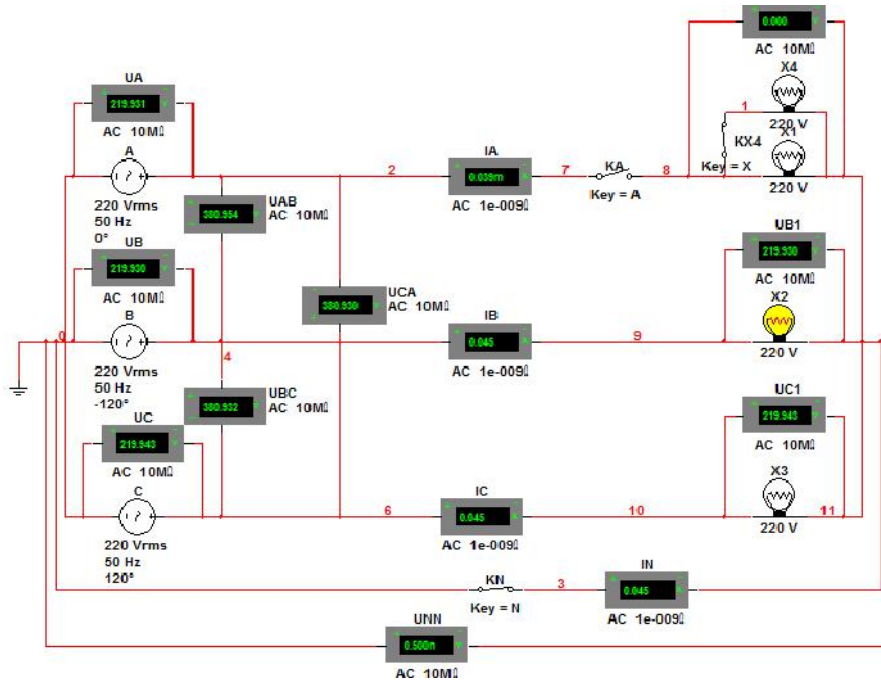 0.000
AC 10MΩ
X4
1
220 V
KX4
X1
Key = X
220 V
UA
219.931
AC 10MΩ
A
2
IA
0.039m
AC 1e-009Ω
7
KA
8
Key = A
220 Vrms
50 Hz
0°
UAB
380.954
AC 10MΩ
UB
219.930
AC 10MΩ
UCA
380.930
AC 10MΩ
UB1
219.930
AC 10MΩ
X2
220 V
0
B
4
IB
0.045
AC 1e-009Ω
9
220 Vrms
50 Hz
-120°
UBC
380.932
AC 10MΩ
UC
219.943
AC 10MΩ
UC1
219.943
AC 10MΩ
X3
220 V
11
C
6
IC
0.045
AC 1e-009Ω
10
220 Vrms
50 Hz
120°
KN
Key = N
3
IN
0.045
AC 1e-009Ω
UNN
AC 10MΩ